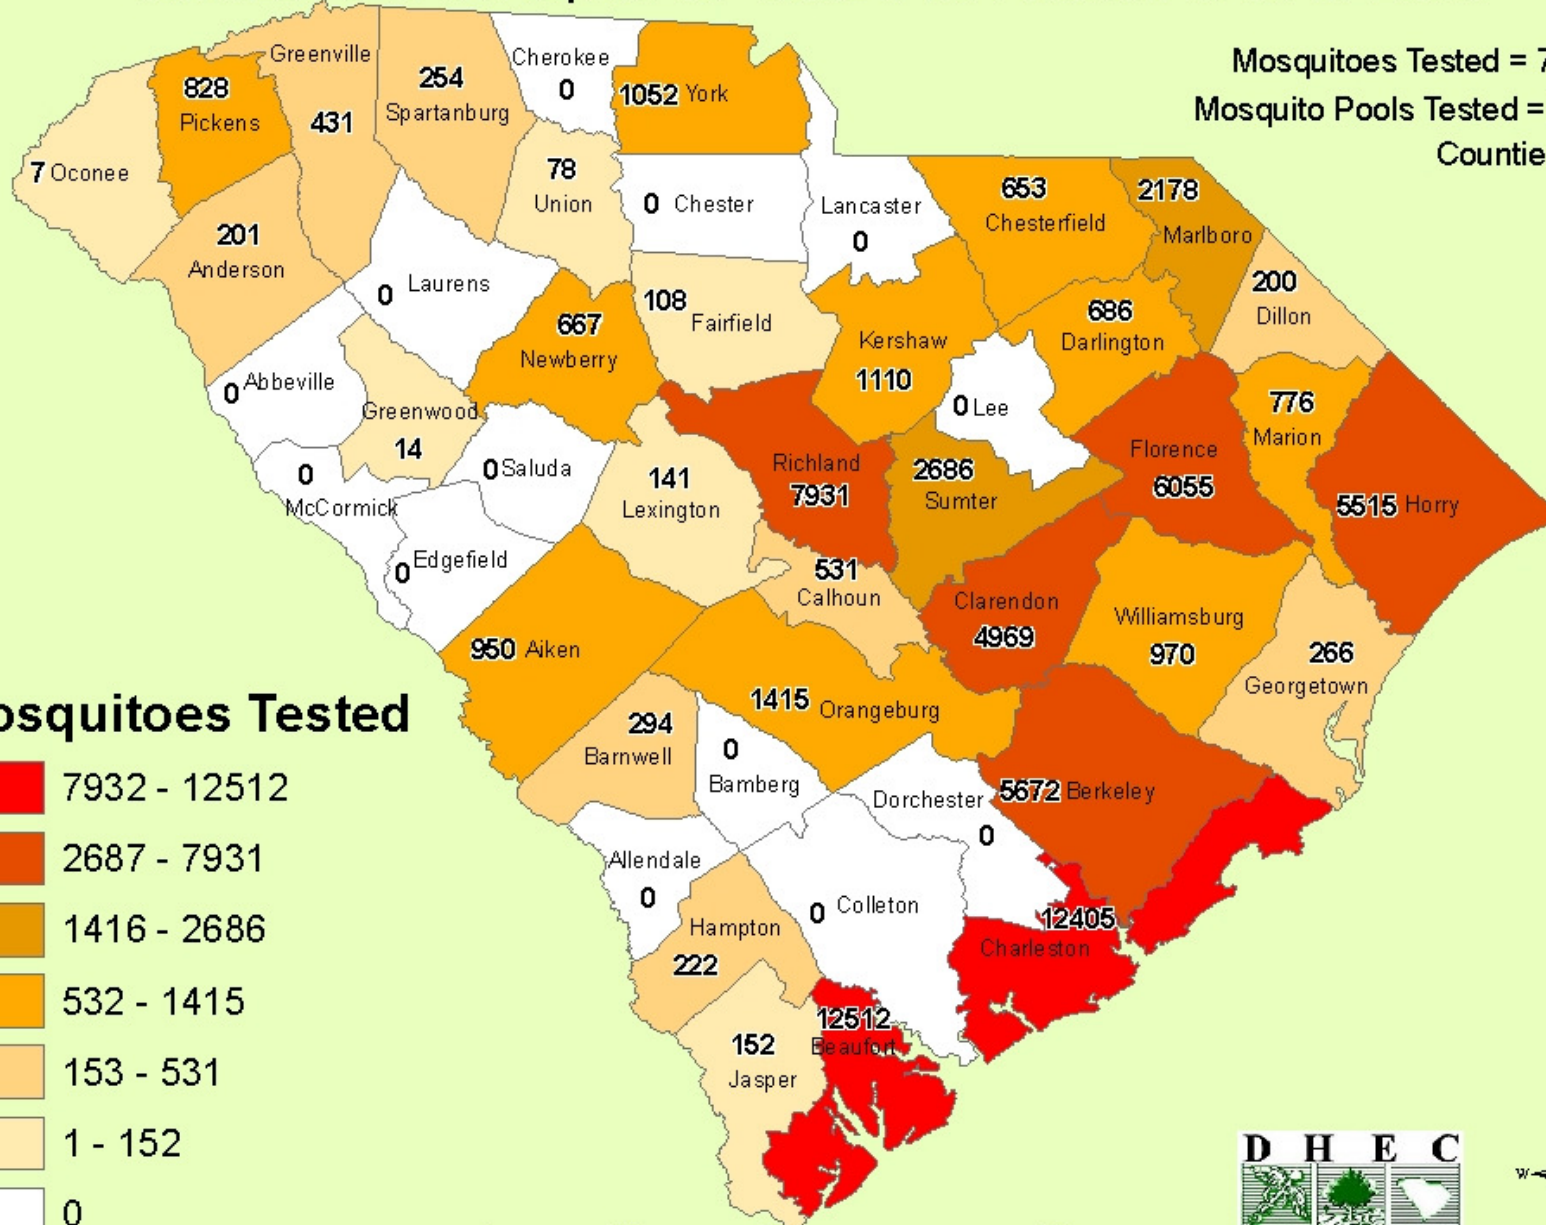 Mosquitoes Tested = 7
Mosquito Pools Tested =
Counties
Greenville
431
828
Pickens
254
Spartanburg
Cherokee
0
1052 York
7 Oconee
78
Union
0 Chester
Lancaster
0
653
Chesterfield
2178
Marlboro
201
Anderson
0 Laurens
200
Dillon
667
Newberry
108
Fairfield
Kershaw
1110
686
Darlington
0 Abbeville
Greenwood
14
0 Lee
776
Marion
0
McCormick
0 Saluda
141
Lexington
Richland
7931
2686
Sumter
Florence
6055
5515 Horry
0 Edgefield
531
Calhoun
Clarendon
4969
Williamsburg
970
950 Aiken
266
Georgetown
1415 Orangeburg
294
Barnwell
0
Bamberg
Dorchester
0
5672 Berkeley
Allendale
0
Hampton
222
0 Colleton
12405
Charleston
152
Jasper
12512
Beaufort
osquitoes Tested
7932 - 12512
2687 - 7931
1416 - 2686
532 - 1415
153 - 531
1 - 152
0
D H E C
W